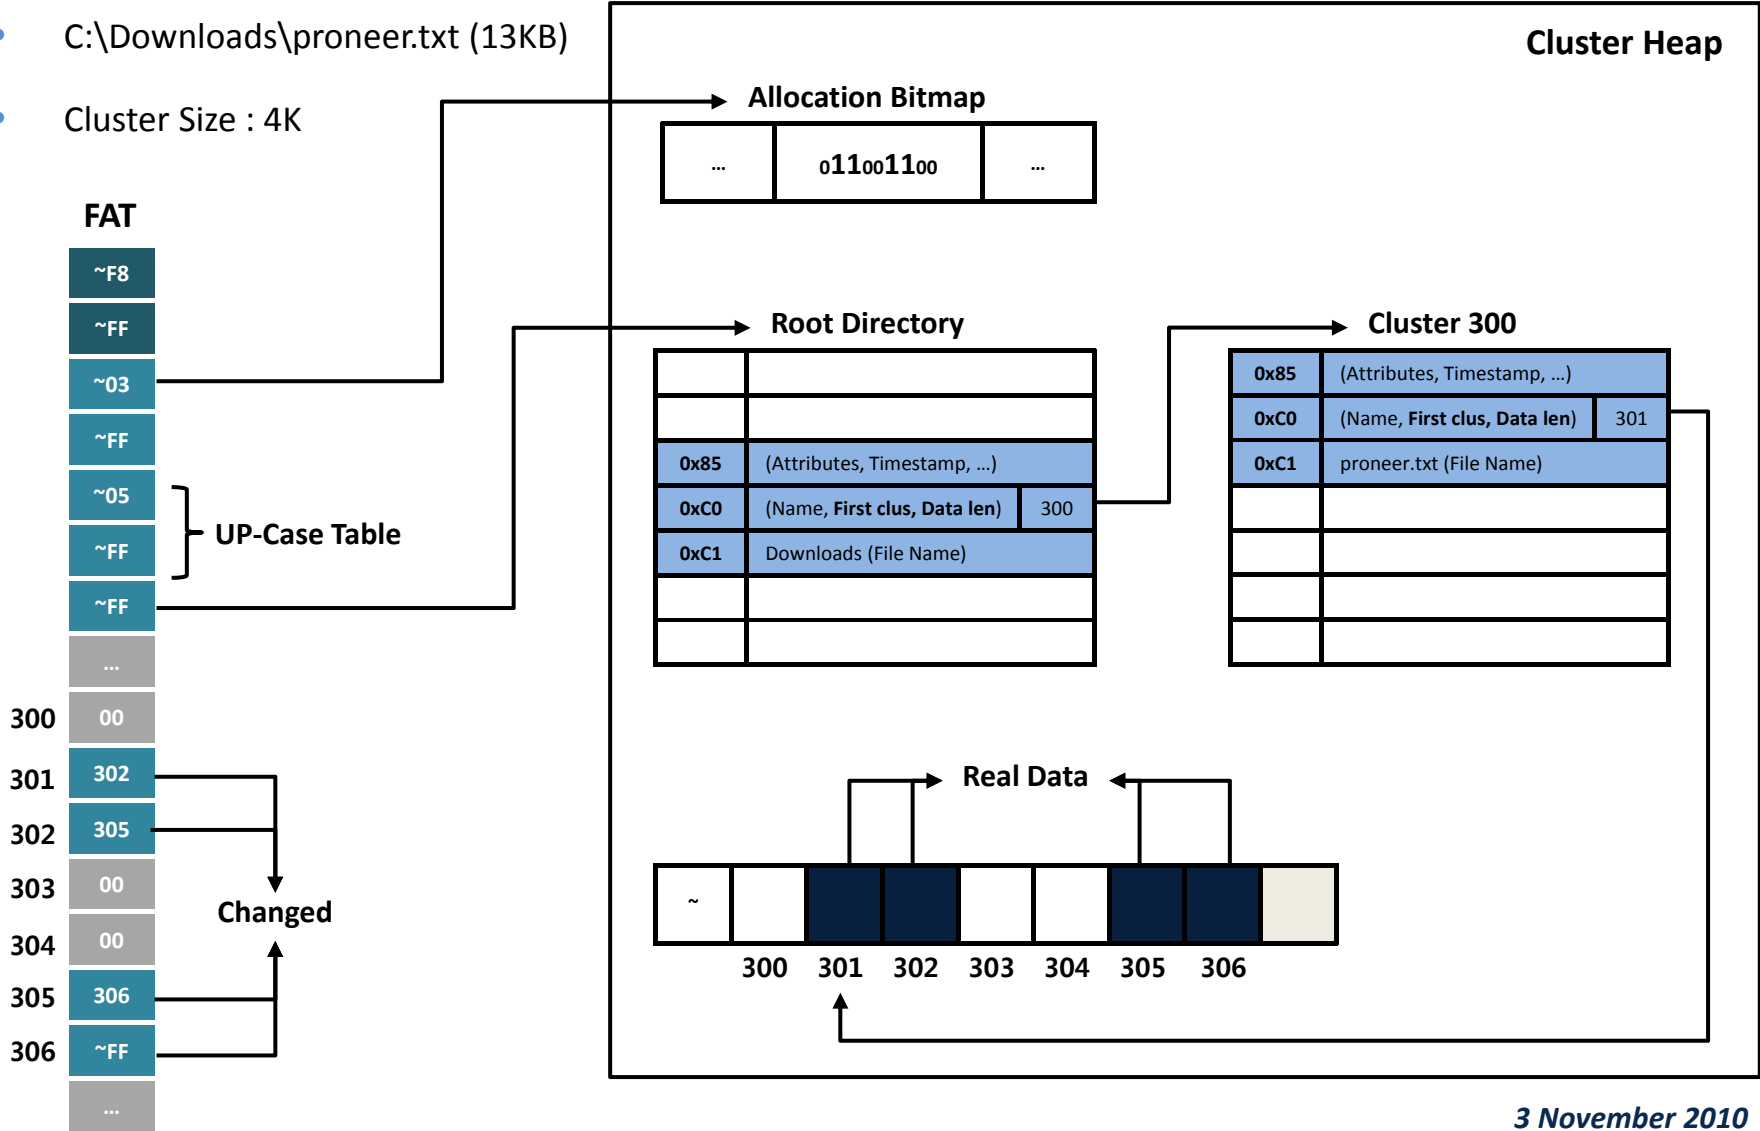 • C:\Downloads\proneer.txt (13KB)
• Cluster Size : 4K
FAT
~F8
~FF
~03
~FF
~05
~FF
UP-Case Table
~FF
...
300 00
301 302
302 305
303 00
304 00
305 306
306 ~FF
...
Changed
Cluster Heap
Allocation Bitmap
... 011001100 ...
Root Directory
0x85 (Attributes, Timestamp, ...)
0xC0 (Name, First clus, Data len) 300
0xC1 Downloads (File Name)
Cluster 300
0x85 (Attributes, Timestamp, ...)
0xC0 (Name, First clus, Data len) 301
0xC1 proneer.txt (File Name)
Real Data
~
300 301 302 303 304 305 306
3 November 2010